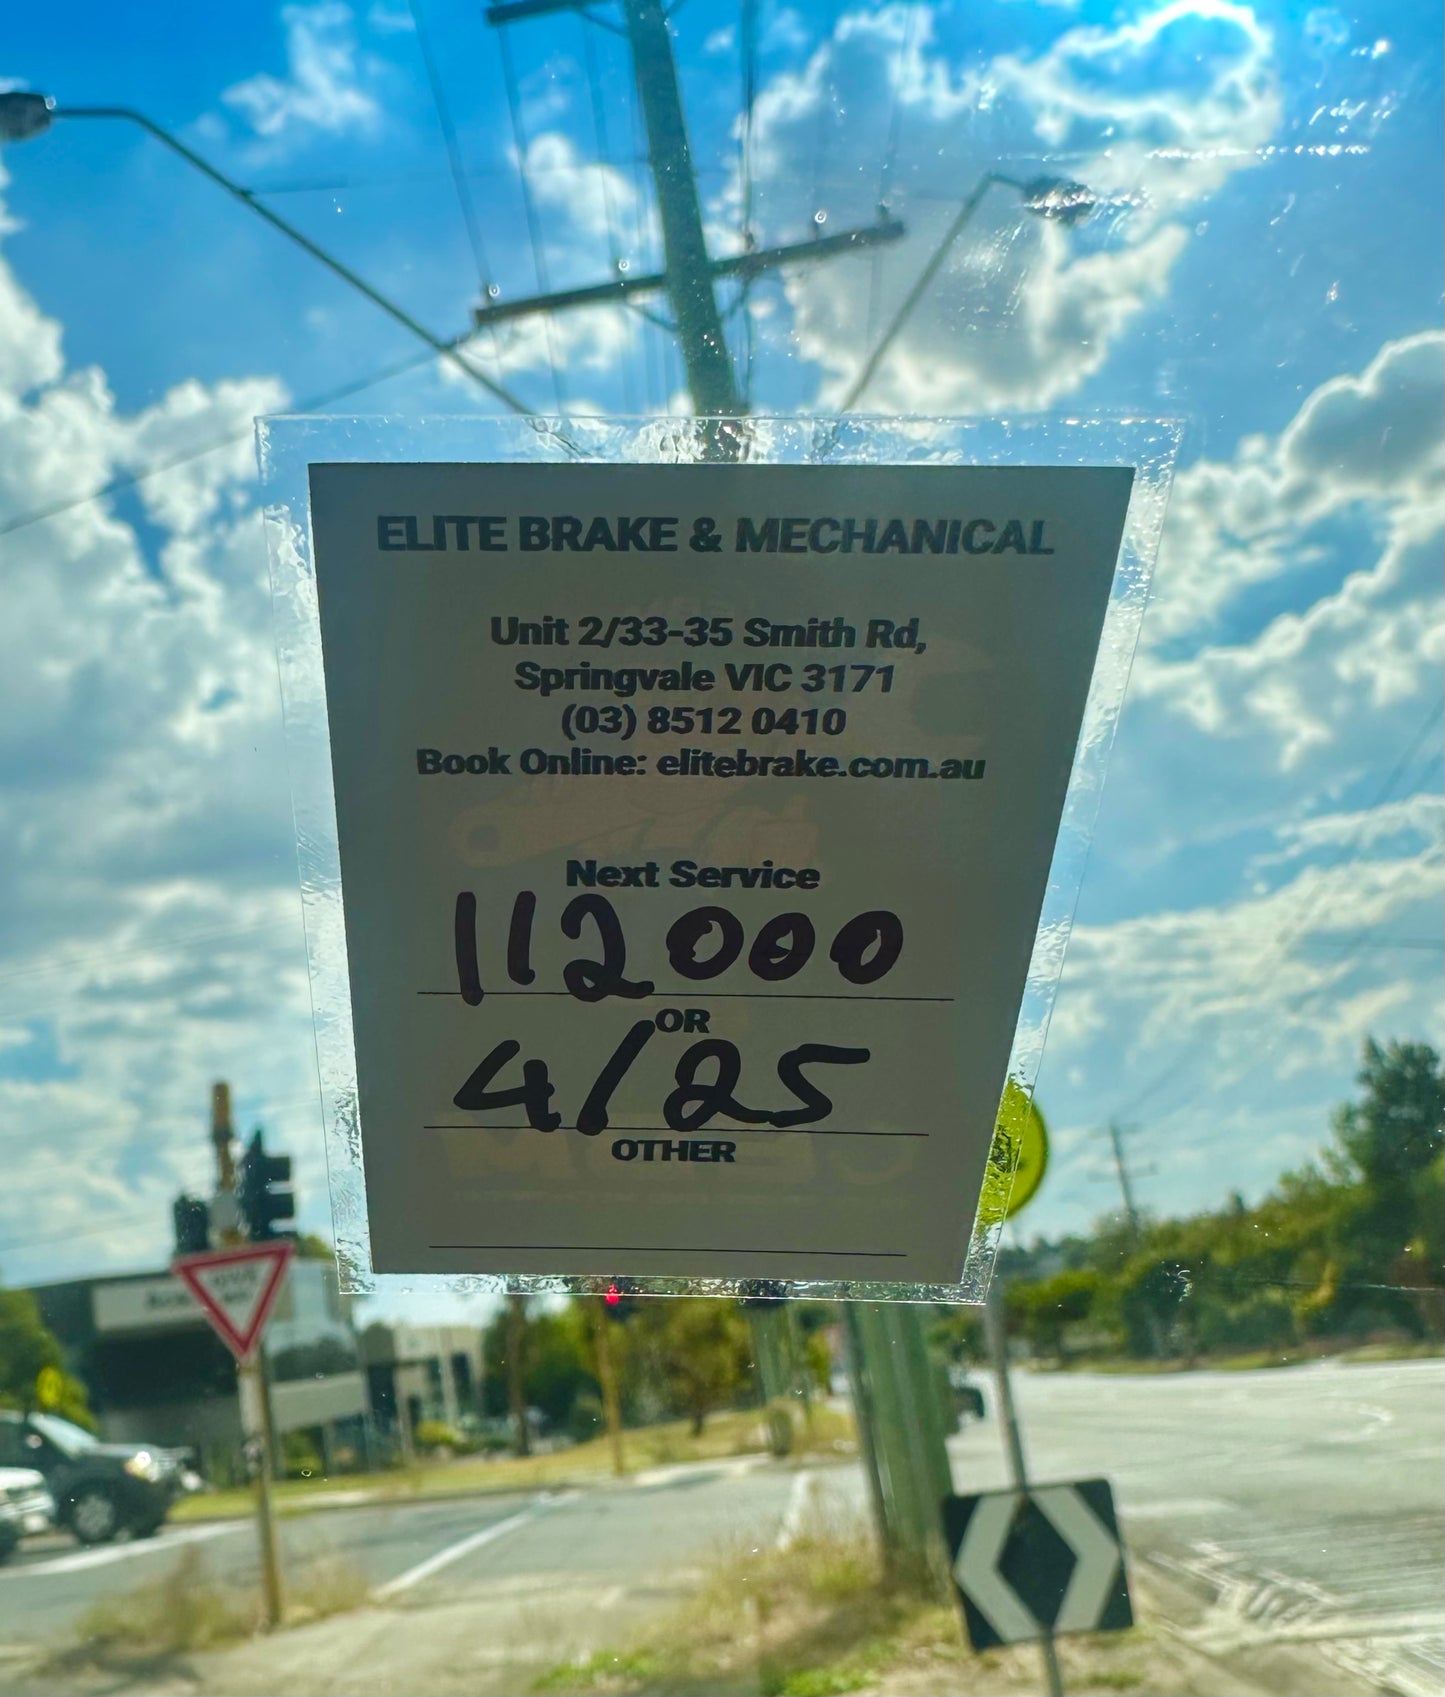 ELITE BRAKE & MECHANICAL
Unit 2/33-35 Smith Rd,
Springvale VIC 3171
(03) 8512 0410
Book Online: elitebrake.com.au
Next Service
112000
OR
4/25
OTHER